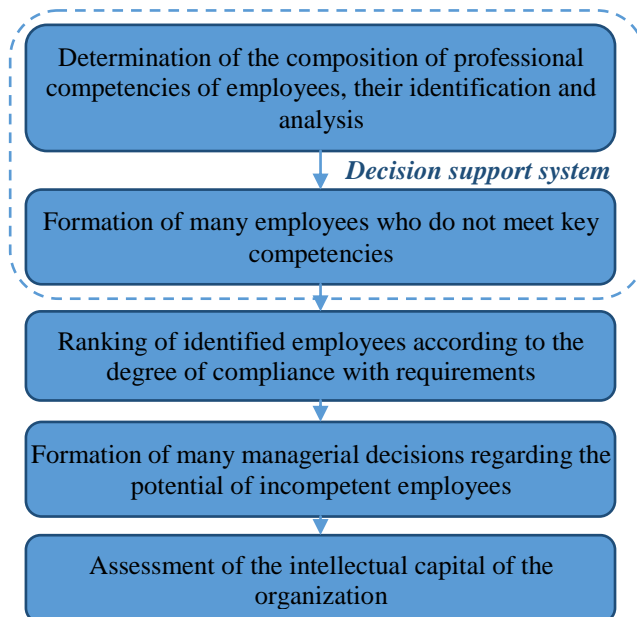 Determination of the composition of professional
competencies of employees, their identification and
analysis
Decision support system
Formation of many employees who do not meet key
competencies
Ranking of identified employees according to the
degree of compliance with requirements
Formation of many managerial decisions regarding the
potential of incompetent employees
Assessment of the intellectual capital of the
organization